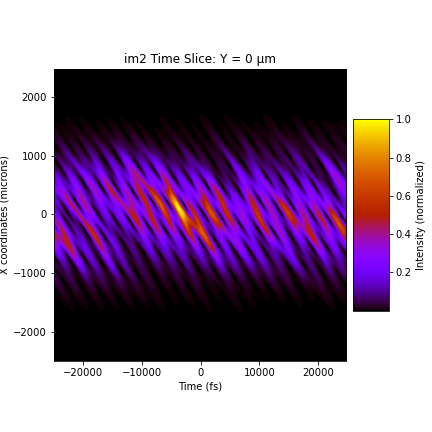 im2 Time Slice: Y = 0 μm
2000
1000
0
−1000
−2000
X coordinates (microns)
−20000 −10000 0 10000 20000
Time (fs)
1.0
0.8
0.6
0.4
0.2
Intensity (normalized)